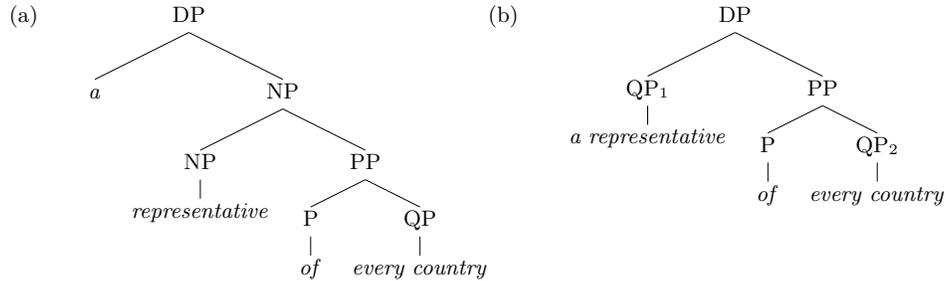 (a) DP
a NP
NP PP
representative P QP
of every country
(b) DP
QP₁ PP
a representative P QP₂
of every country